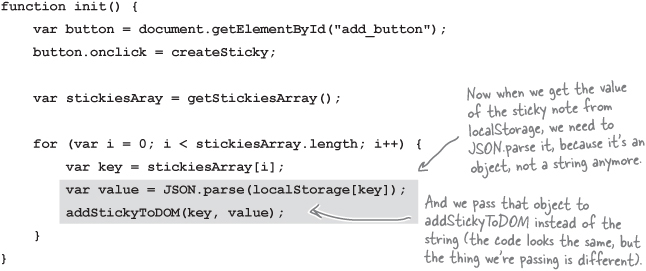 function init() {
var button = document.getElementById("add_button");
button.onclick = createSticky;
var stickiesAray = getStickiesArray();
for (var i = 0; i < stickiesArray.length; i++) {
var key = stickiesArray[i];
var value = JSON.parse(localStorage[key]);
addStickyToDOM(key, value);
}
}
Now when we get the value
of the sticky note from
localStorage, we need to
JSON.parse it, because it's an
object, not a string anymore.
And we pass that object to
addStickyToDOM instead of the
string (the code looks the same, but
the thing we're passing is different).